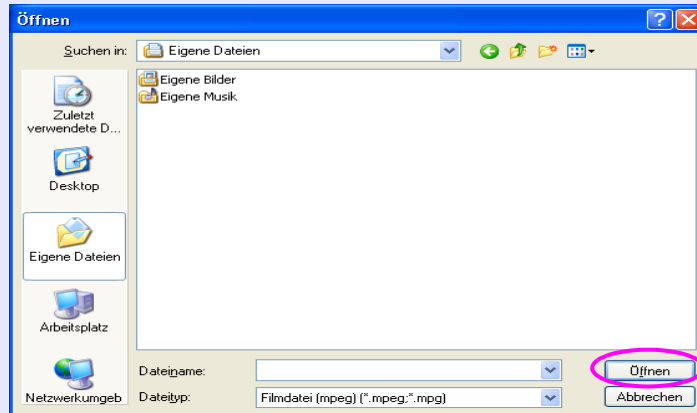 Öffnen
Suchen in:
Eigene Dateien
Zuletzt
verwendete D...
Desktop
Eigene Dateien
Arbeitsplatz
Netzwerkumgeb
Eigene Bilder
Eigene Musik
Dateiname:
Öffnen
Dateityp:
Filmdatei (mpeg) (*.mpeg;*.mpg)
Abbrechen